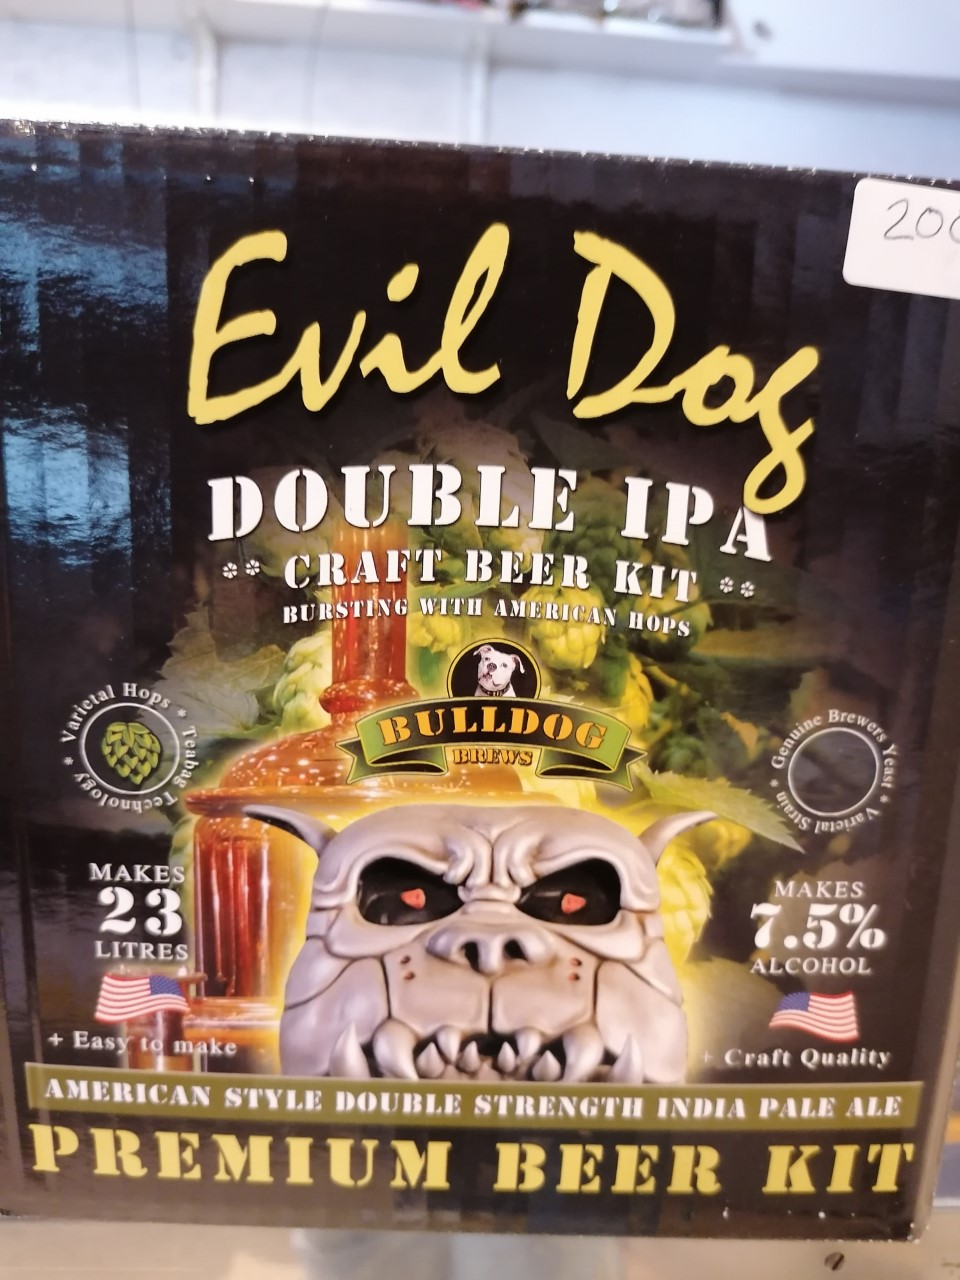 Evil Dog
DOUBLE IPA
** CRAFT BEER KIT **
BURSTING WITH AMERICAN HOPS
BULLDOG
BREWS
* Varietal Hops * Teabag Technology
Genuine Brewers Yeast * Varietal Strain *
MAKES
23
LITRES
+ Easy to make
MAKES
7.5%
ALCOHOL
+ Craft Quality
AMERICAN STYLE DOUBLE STRENGTH INDIA PALE ALE
PREMIUM BEER KIT